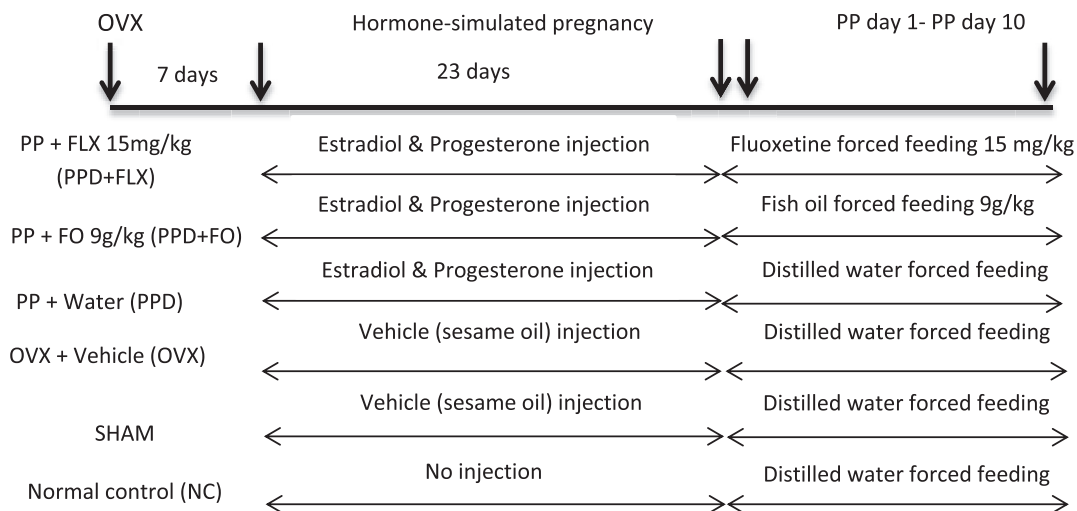 OVX
Hormone-simulated pregnancy
PP day 1- PP day 10
7 days
23 days
PP + FLX 15mg/kg
(PPD+FLX)
Estradiol & Progesterone injection
Fluoxetine forced feeding 15 mg/kg
PP + FO 9g/kg (PPD+FO)
Estradiol & Progesterone injection
Fish oil forced feeding 9g/kg
PP + Water (PPD)
Estradiol & Progesterone injection
Distilled water forced feeding
OVX + Vehicle (OVX)
Vehicle (sesame oil) injection
Distilled water forced feeding
SHAM
Vehicle (sesame oil) injection
Distilled water forced feeding
Normal control (NC)
No injection
Distilled water forced feeding